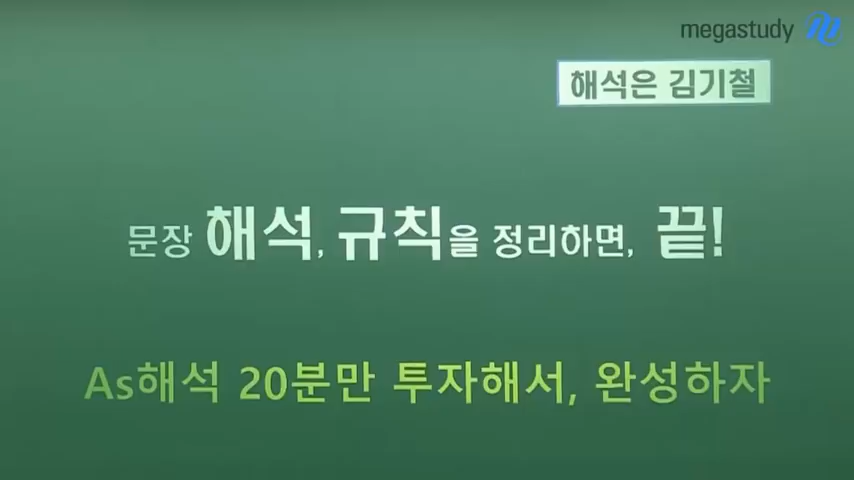 megastudy
해석은 김기철
문장 해석, 규칙을 정리하면, 끝!
As해석 20분만 투자해서, 완성하자